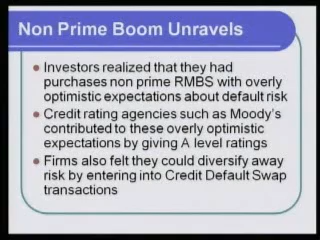 Non Prime Boom Unravels
Investors realized that they had
purchases non prime RMBS with overly
optimistic expectations about default risk
Credit rating agencies such as Moody's
contributed to these overly optimistic
expectations by giving A level ratings
Firms also felt they could diversify away
risk by entering into Credit Default Swap
transactions